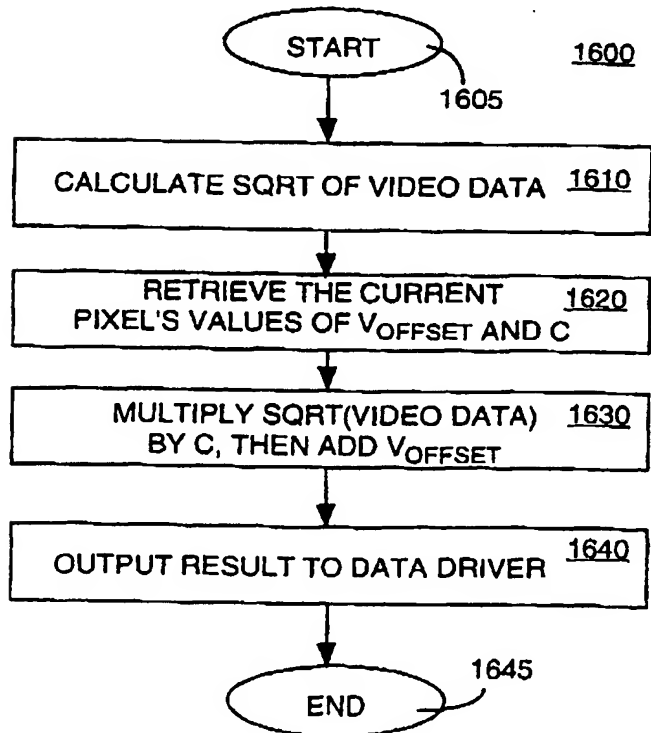 START
1600
1605
CALCULATE SQRT OF VIDEO DATA 1610
RETRIEVE THE CURRENT
PIXEL'S VALUES OF VOFFSET AND C 1620
MULTIPLY SQRT(VIDEO DATA) 1630
BY C, THEN ADD VOFFSET
OUTPUT RESULT TO DATA DRIVER 1640
1645
END